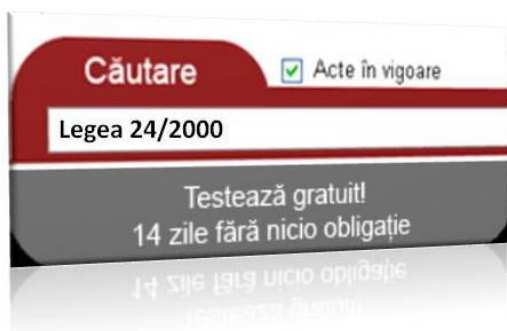 Căutare
Acte în vigoare
Legea 24/2000
Testează gratuit!
14 zile fără nicio obligație